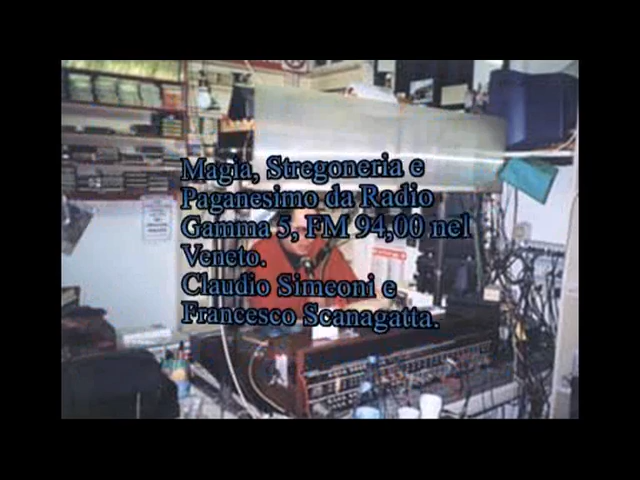 Magia, Stregoneria e
Paganesimo da Radio
Gamma 5, FM 94,00 nel
Veneto.
Claudio Simeoni e
Francesco Scanagatta.